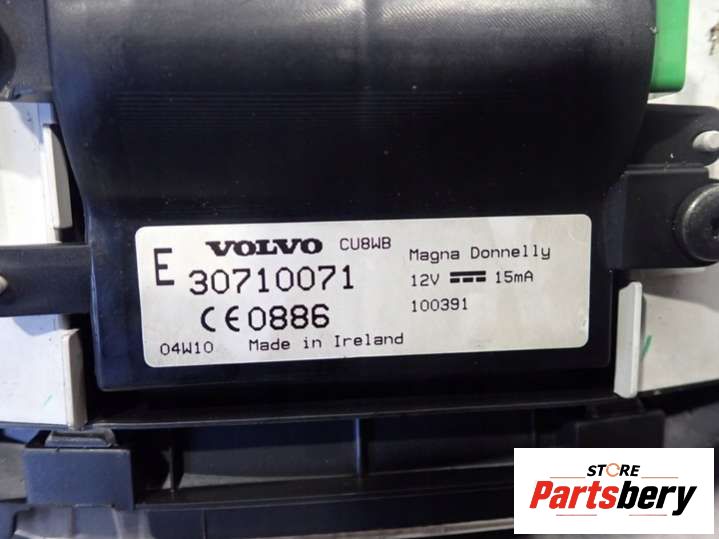 E VOLVO CU8WB
30710071
CE0886
04W10 Made in Ireland
Magna Donnelly
12V 15mA
100391
STORE
Partsbery